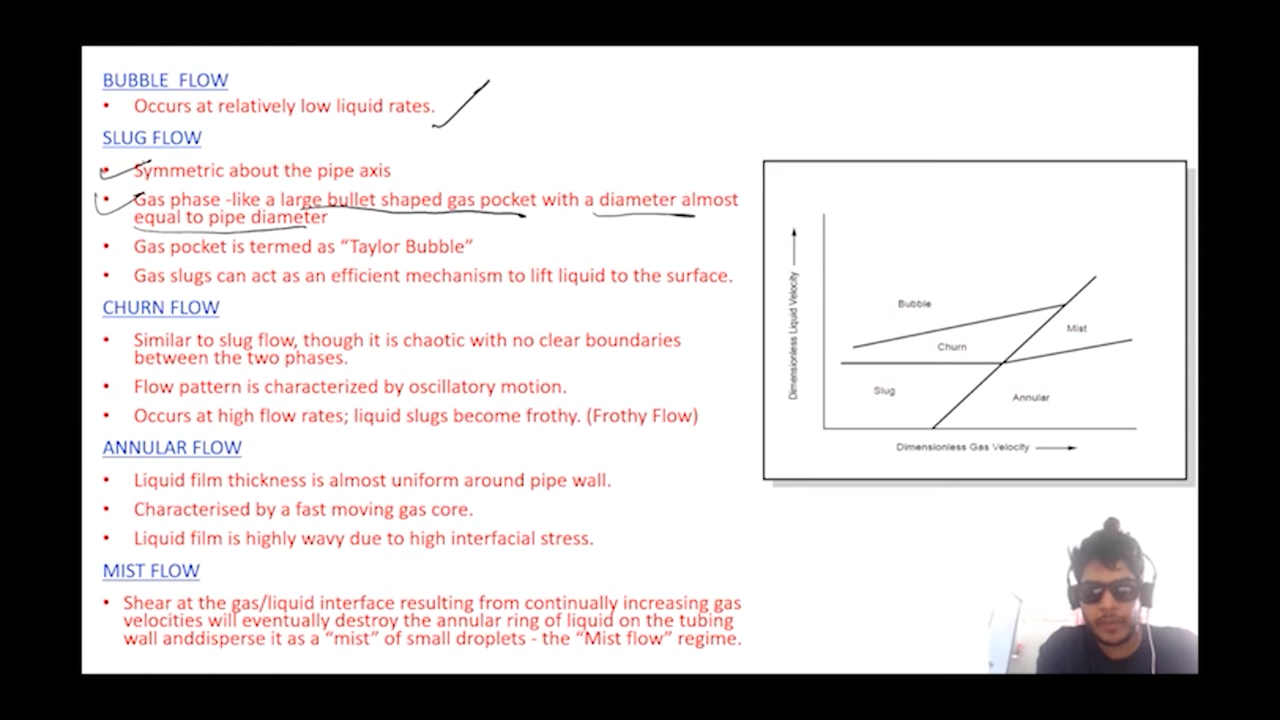 BUBBLE FLOW
• Occurs at relatively low liquid rates.
SLUG FLOW
• Symmetric about the pipe axis
• Gas phase -like a large bullet shaped gas pocket with a diameter almost
equal to pipe diameter
• Gas pocket is termed as “Taylor Bubble”
• Gas slugs can act as an efficient mechanism to lift liquid to the surface.
CHURN FLOW
• Similar to slug flow, though it is chaotic with no clear boundaries
between the two phases.
• Flow pattern is characterized by oscillatory motion.
• Occurs at high flow rates; liquid slugs become frothy. (Frothy Flow)
ANNULAR FLOW
• Liquid film thickness is almost uniform around pipe wall.
• Characterised by a fast moving gas core.
• Liquid film is highly wavy due to high interfacial stress.
MIST FLOW
• Shear at the gas/liquid interface resulting from continually increasing gas
velocities will eventually destroy the annular ring of liquid on the tubing
wall anddisperse it as a “mist” of small droplets - the “Mist flow” regime.
Dimensionless Liquid Velocity
Bubble
Mist
Churn
Slug
Annular
Dimensionless Gas Velocity